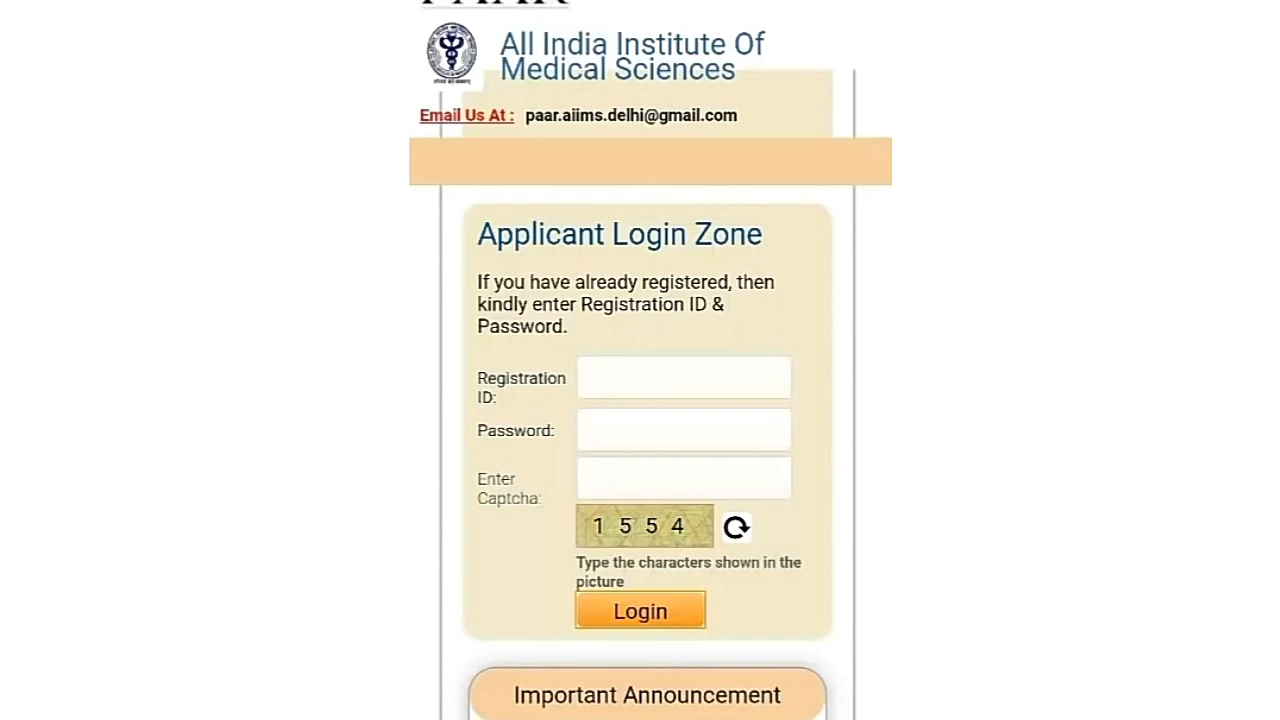 PAAR
All India Institute Of
Medical Sciences
Email Us At : paar.aiims.delhi@gmail.com
Applicant Login Zone
If you have already registered, then
kindly enter Registration ID &
Password.
Registration
ID:
Password:
Enter
Captcha:
1 5 5 4
Type the characters shown in the
picture
Login
Important Announcement